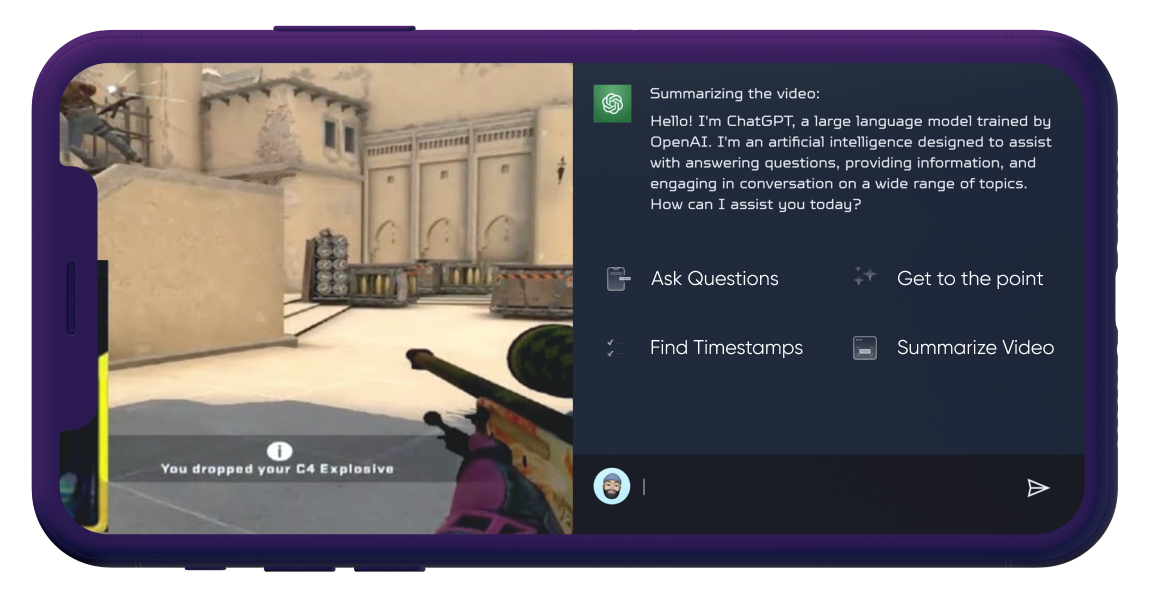 Summarizing the video:
Hello! I'm ChatGPT, a large language model trained by
OpenAI. I'm an artificial intelligence designed to assist
with answering questions, providing information, and
engaging in conversation on a wide range of topics.
How can I assist you today?
Ask Questions
Get to the point
Find Timestamps
Summarize Video
You dropped your C4 Explosive